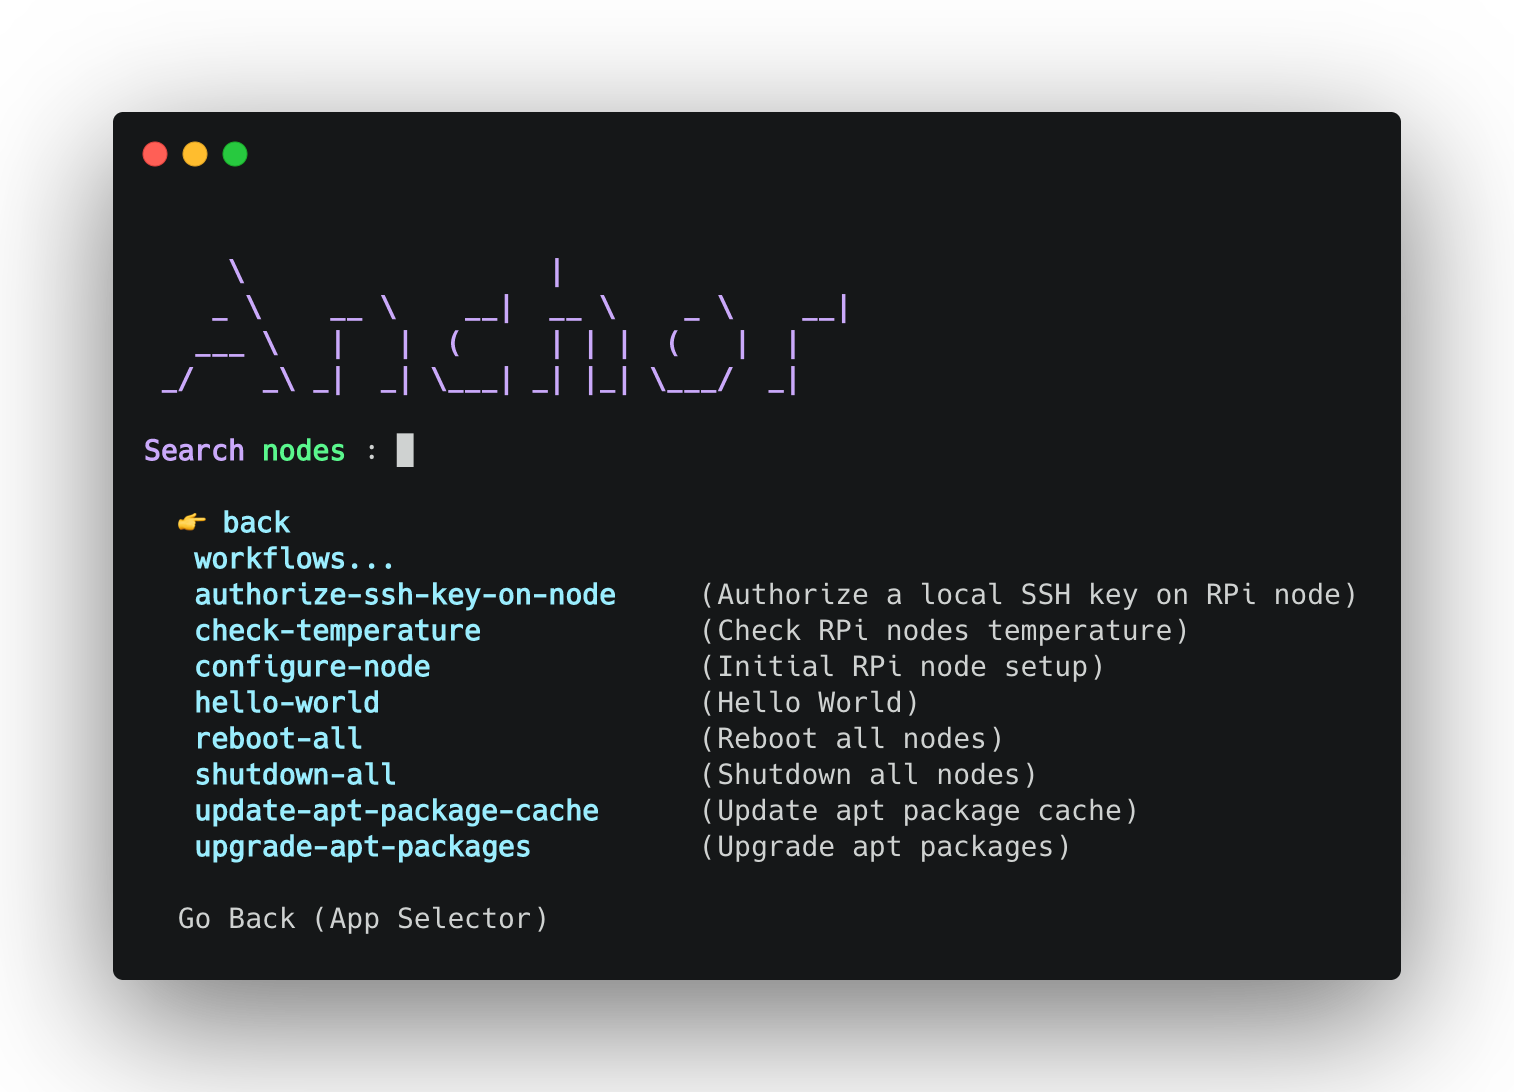 Anchor
Search nodes :
👉 back
workflows...
authorize-ssh-key-on-node (Authorize a local SSH key on RPi node)
check-temperature (Check RPi nodes temperature)
configure-node (Initial RPi node setup)
hello-world (Hello World)
reboot-all (Reboot all nodes)
shutdown-all (Shutdown all nodes)
update-apt-package-cache (Update apt package cache)
upgrade-apt-packages (Upgrade apt packages)
Go Back (App Selector)